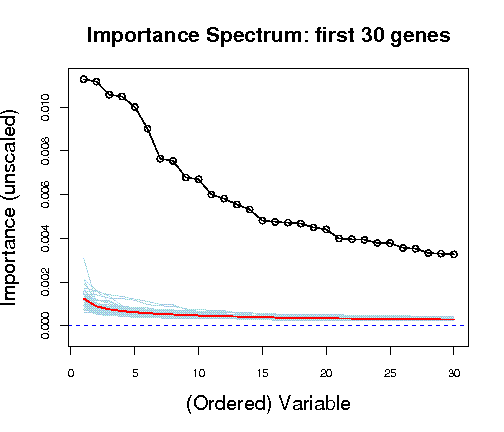 Importance Spectrum: first 30 genes
Importance (unscaled)
0.010
0.008
0.006
0.004
0.002
0.000
0 5 10 15 20 25 30
(Ordered) Variable